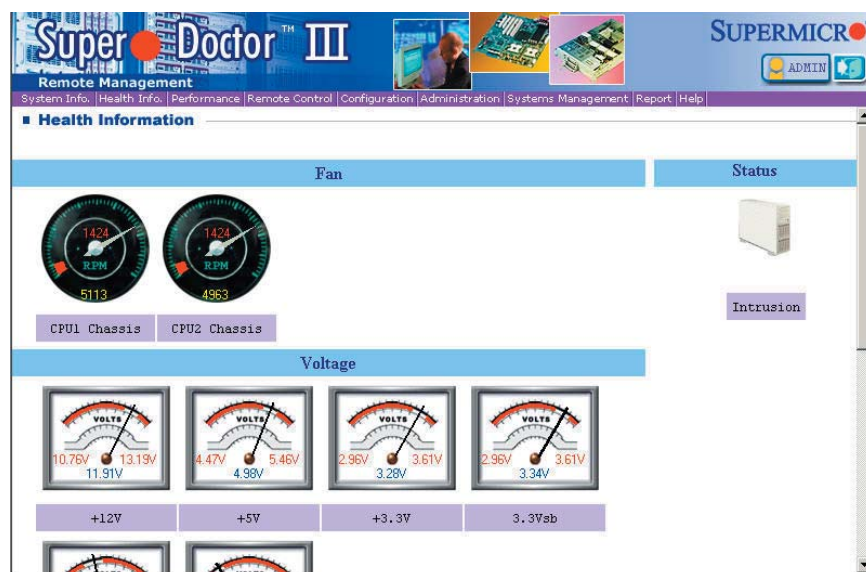 Super Doctor™ III
SUPERMICRO
Remote Management
ADMIN
System Info. | Health Info. | Performance | Remote Control | Configuration | Administration | Systems Management | Report | Help
Health Information
Fan
Status
1424
RPM
5113
1424
RPM
4963
CPU1 Chassis
CPU2 Chassis
Intrusion
Voltage
VOLTS
10.76V 13.19V
11.91V
VOLTS
4.47V 5.46V
4.98V
VOLTS
2.96V 3.61V
3.28V
VOLTS
2.96V 3.61V
3.34V
+12V
+5V
+3.3V
3.3Vsb